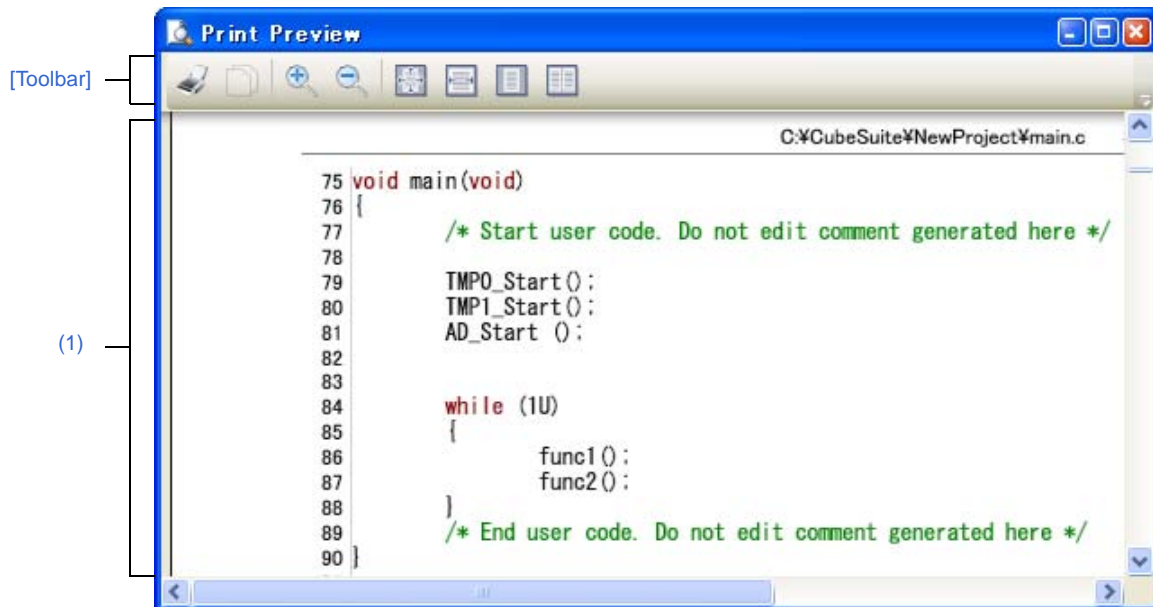 Print Preview
[Toolbar]
C:¥CubeSuite¥NewProject¥main.c
75 void main(void)
76 {
77 /* Start user code. Do not edit comment generated here */
78
79 TMP0_Start();
80 TMP1_Start();
81 AD_Start ();
82
83
(1)
84 while (1U)
85 {
86 func1();
87 func2();
88 }
89 /* End user code. Do not edit comment generated here */
90 }